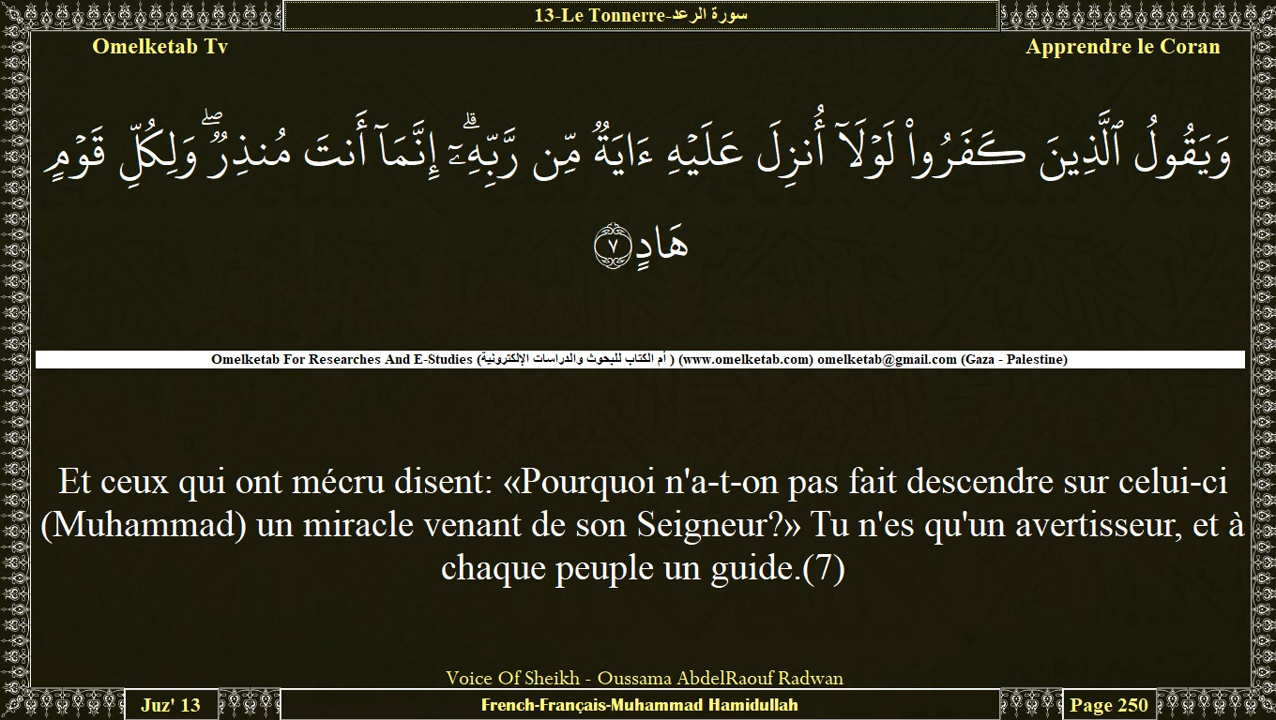 13-Le Tonnerre-سورة الرعد
Omelketab Tv
Apprendre le Coran
وَيَقُولُ ٱلَّذِينَ كَفَرُوا۟ لَوْلَآ أُنزِلَ عَلَيْهِ ءَايَةٌۭ مِّن رَّبِّهِۦٓ ۗ إِنَّمَآ أَنتَ مُنذِرٌۭ ۖ وَلِكُلِّ قَوْمٍ
هَادٍ ٧
Omelketab For Researches And E-Studies (أم الكتاب للبحوث والدراسات الإلكترونية ) (www.omelketab.com) omelketab@gmail.com (Gaza - Palestine)
Et ceux qui ont mécru disent: «Pourquoi n'a-t-on pas fait descendre sur celui-ci
(Muhammad) un miracle venant de son Seigneur?» Tu n'es qu'un avertisseur, et à
chaque peuple un guide.(7)
Voice Of Sheikh - Oussama AbdelRaouf Radwan
Juz' 13
French-Français-Muhammad Hamidullah
Page 250